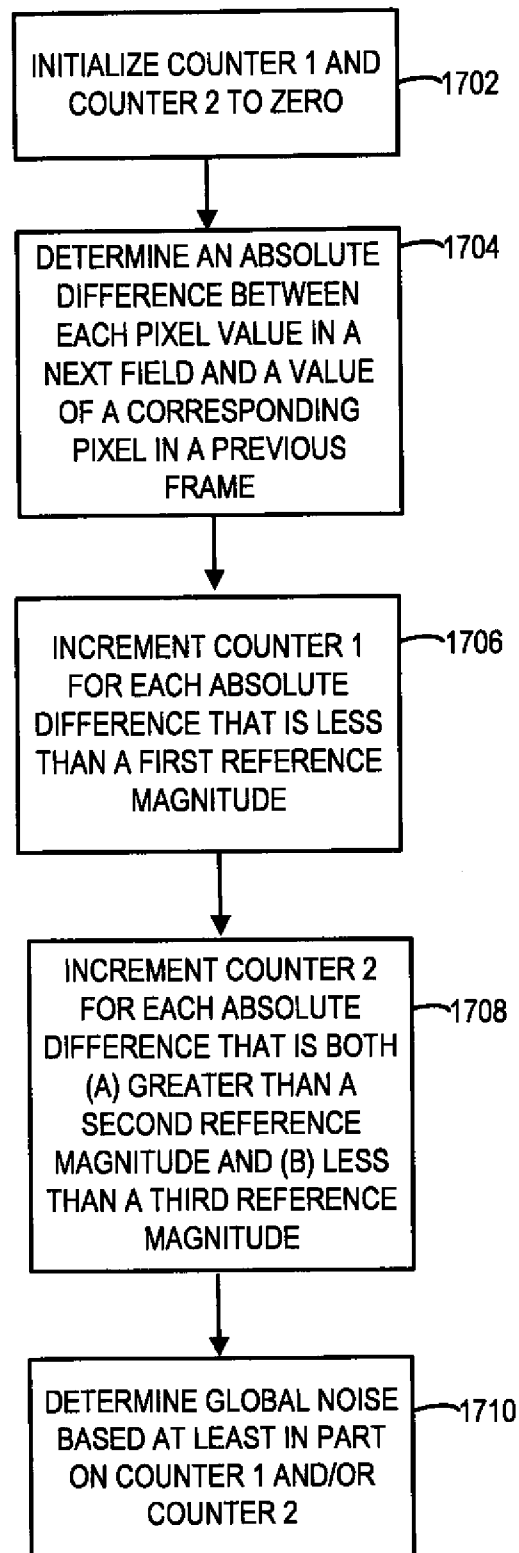 INITIALIZE COUNTER 1 AND
COUNTER 2 TO ZERO
1702
DETERMINE AN ABSOLUTE
DIFFERENCE BETWEEN
EACH PIXEL VALUE IN A
NEXT FIELD AND A VALUE
OF A CORRESPONDING
PIXEL IN A PREVIOUS
FRAME
1704
INCREMENT COUNTER 1
FOR EACH ABSOLUTE
DIFFERENCE THAT IS LESS
THAN A FIRST REFERENCE
MAGNITUDE
1706
INCREMENT COUNTER 2
FOR EACH ABSOLUTE
DIFFERENCE THAT IS BOTH
(A) GREATER THAN A
SECOND REFERENCE
MAGNITUDE AND (B) LESS
THAN A THIRD REFERENCE
MAGNITUDE
1708
DETERMINE GLOBAL NOISE
BASED AT LEAST IN PART
ON COUNTER 1 AND/OR
COUNTER 2
1710